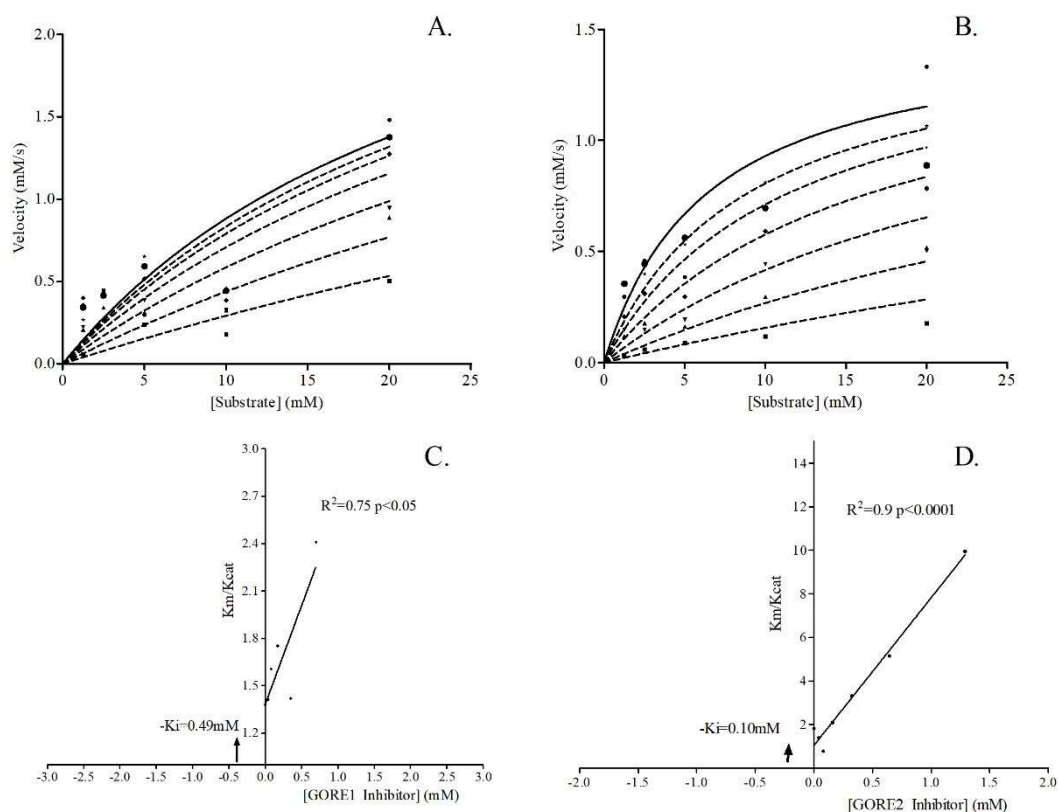 A.
2.0
1.5
1.0
0.5
0.0
Velocity (mM/s)
0 5 10 15 20 25
[Substrate] (mM)
B.
1.5
1.0
0.5
0.0
Velocity (mM/s)
0 5 10 15 20 25
[Substrate] (mM)
C.
3.0
2.7
2.4
2.1
1.8
1.5
1.2
Km/Kcat
R²=0.75 p<0.05
-Ki=0.49mM
-3.0 -2.5 -2.0 -1.5 -1.0 -0.5 0.0 0.5 1.0 1.5 2.0 2.5 3.0
[GORE1 Inhibitor] (mM)
D.
14
12
10
8
6
4
2
Km/Kcat
R²=0.9 p<0.0001
-Ki=0.10mM
-2.0 -1.5 -1.0 -0.5 0.0 0.5 1.0 1.5 2.0
[GORE2 Inhibitor] (mM)